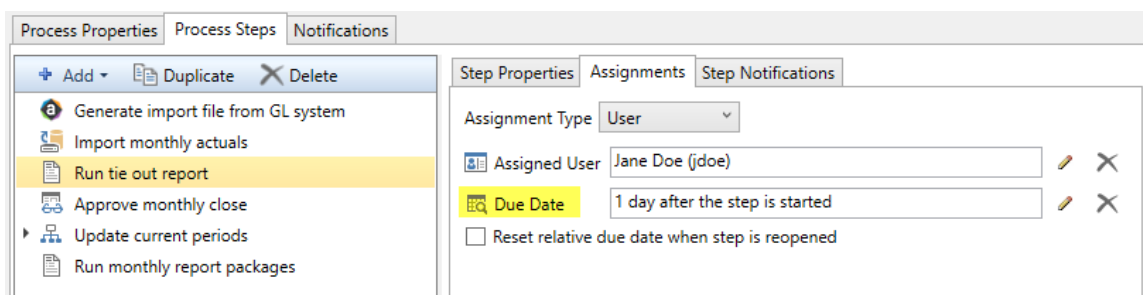 Process Properties Process Steps Notifications
Add Duplicate Delete
Generate import file from GL system
Import monthly actuals
Run tie out report
Approve monthly close
Update current periods
Run monthly report packages
Step Properties Assignments Step Notifications
Assignment Type User
Assigned User Jane Doe (jdoe)
Due Date 1 day after the step is started
Reset relative due date when step is reopened